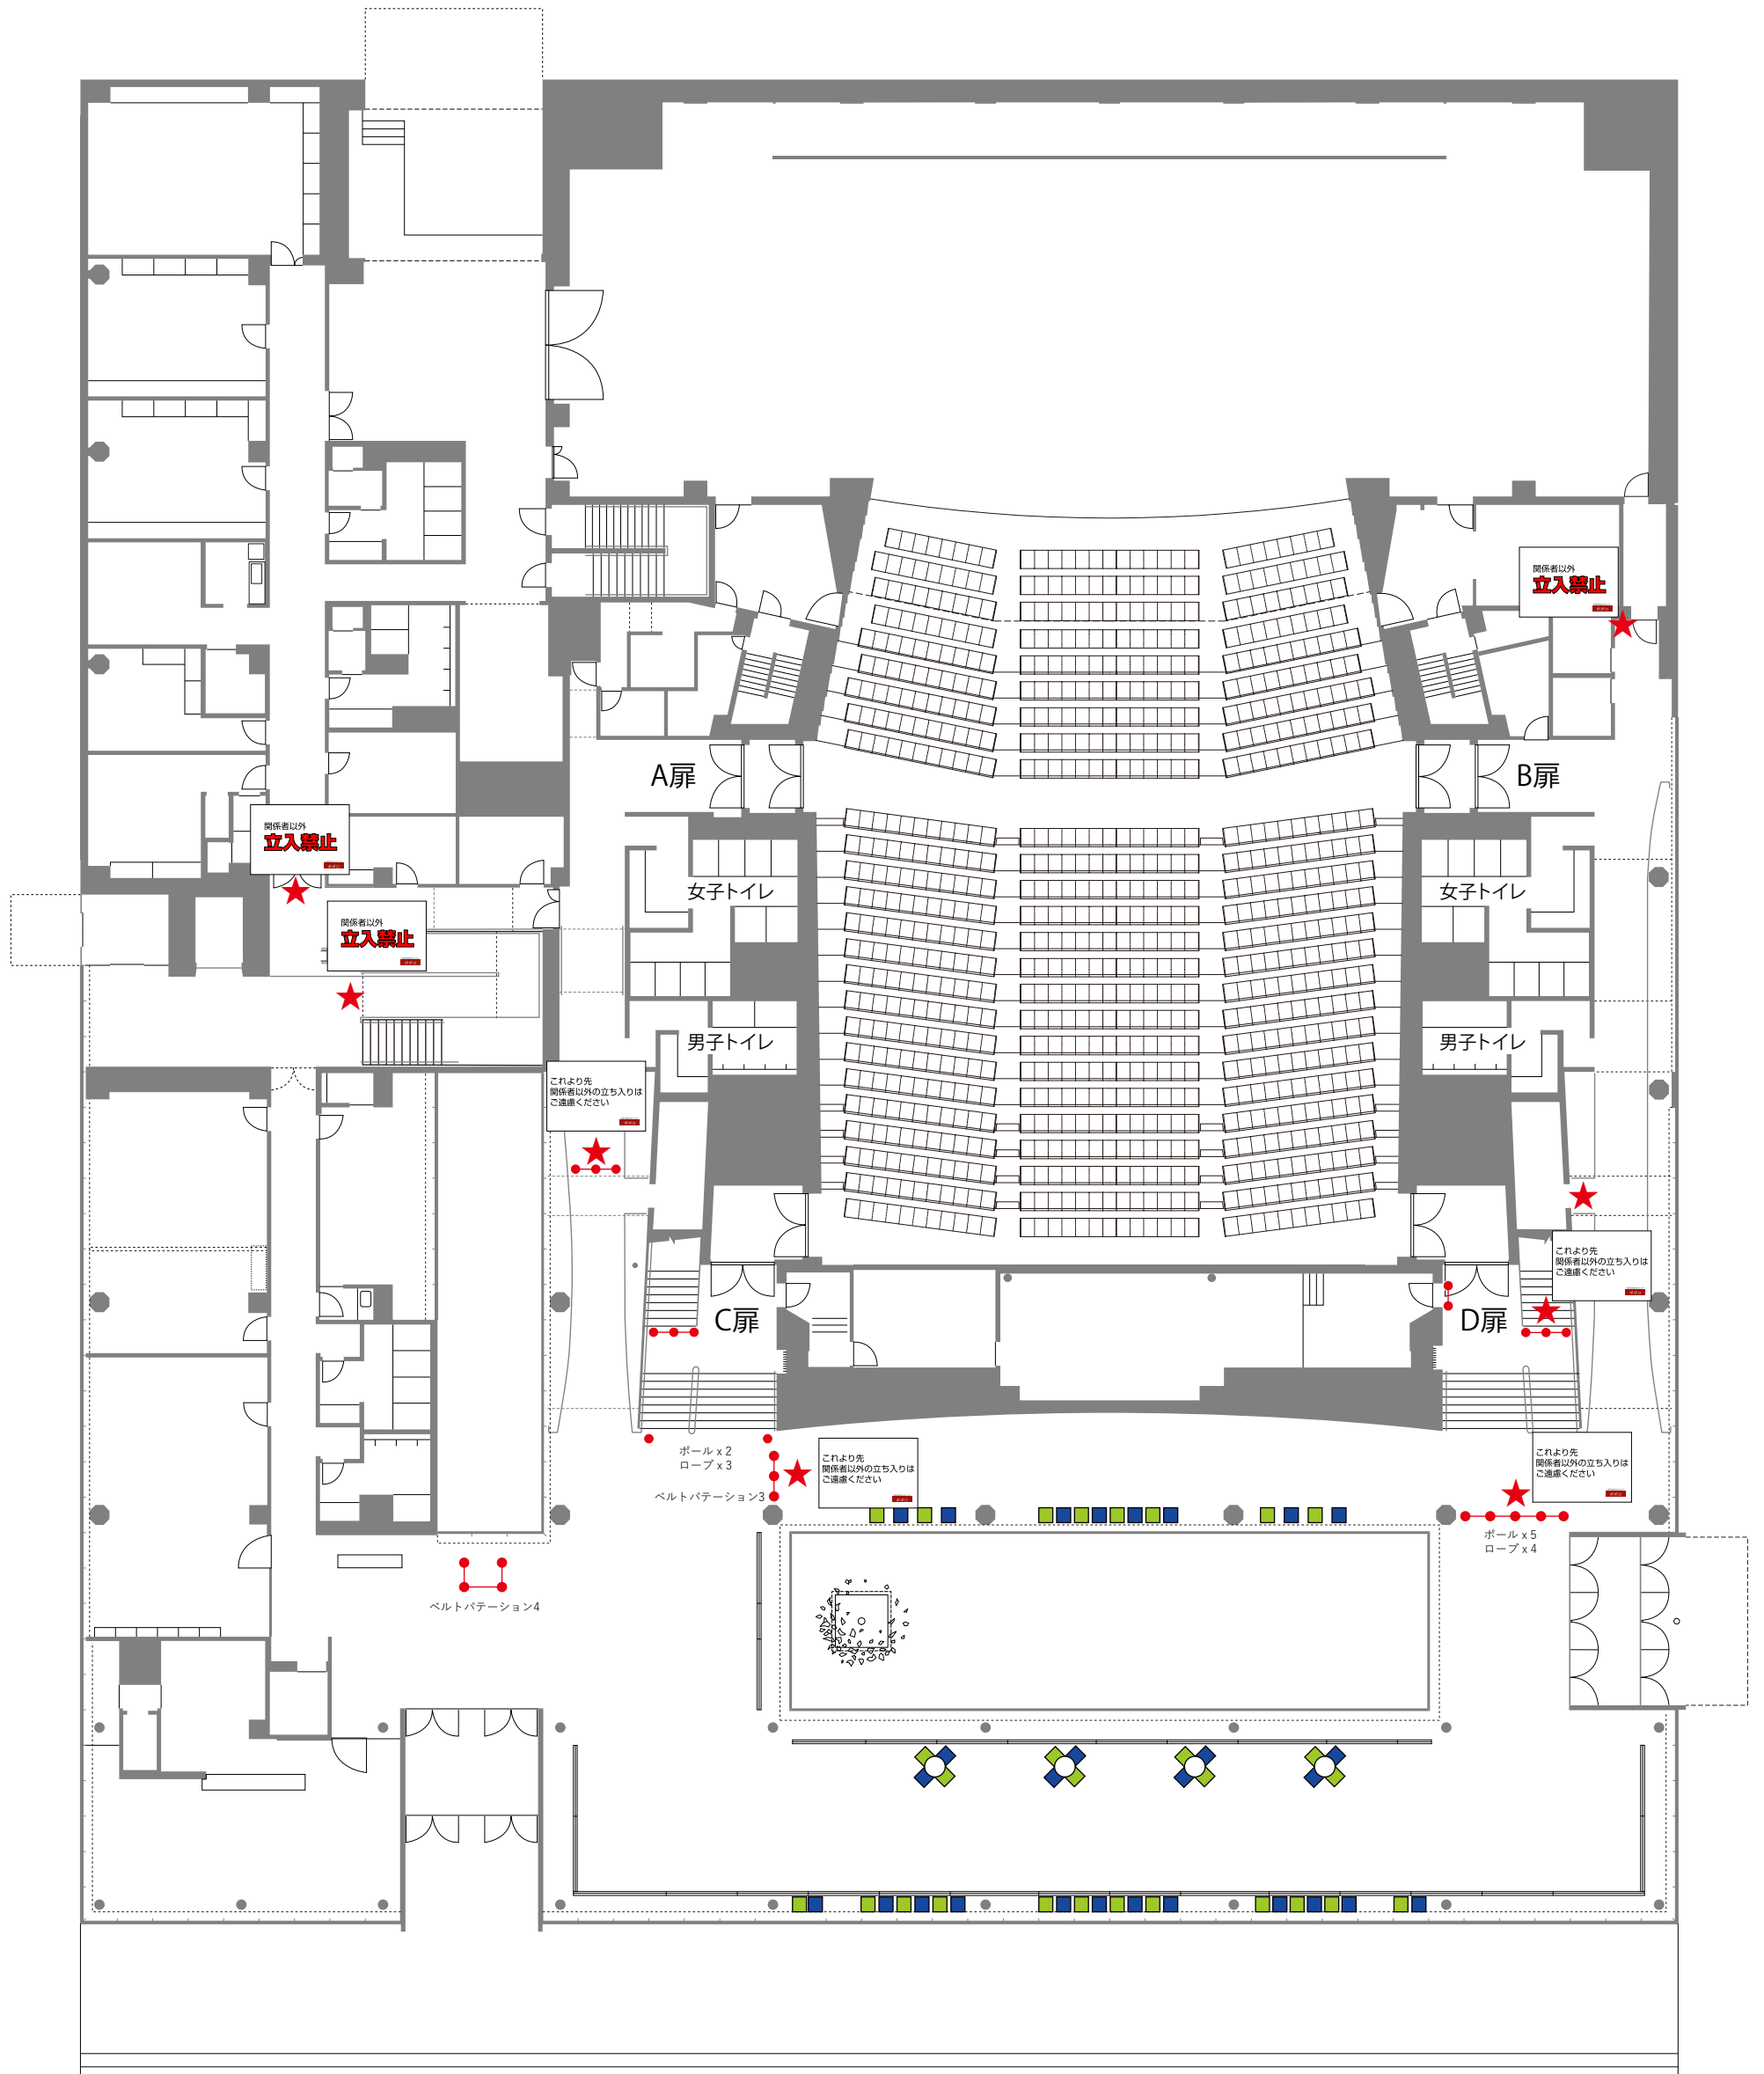 関係者以外
立入禁止
A扉
B扉
関係者以外
立入禁止
女子トイレ
女子トイレ
関係者以外
立入禁止
男子トイレ
男子トイレ
これより先
関係者以外の立ち入りは
ご遠慮ください
これより先
関係者以外の立ち入りは
ご遠慮ください
C扉
D扉
ポール x 2
ロープ x 3
ベルトパテーション3
これより先
関係者以外の立ち入りは
ご遠慮ください
これより先
関係者以外の立ち入りは
ご遠慮ください
ポール x 5
ロープ x 4
ベルトパテーション4